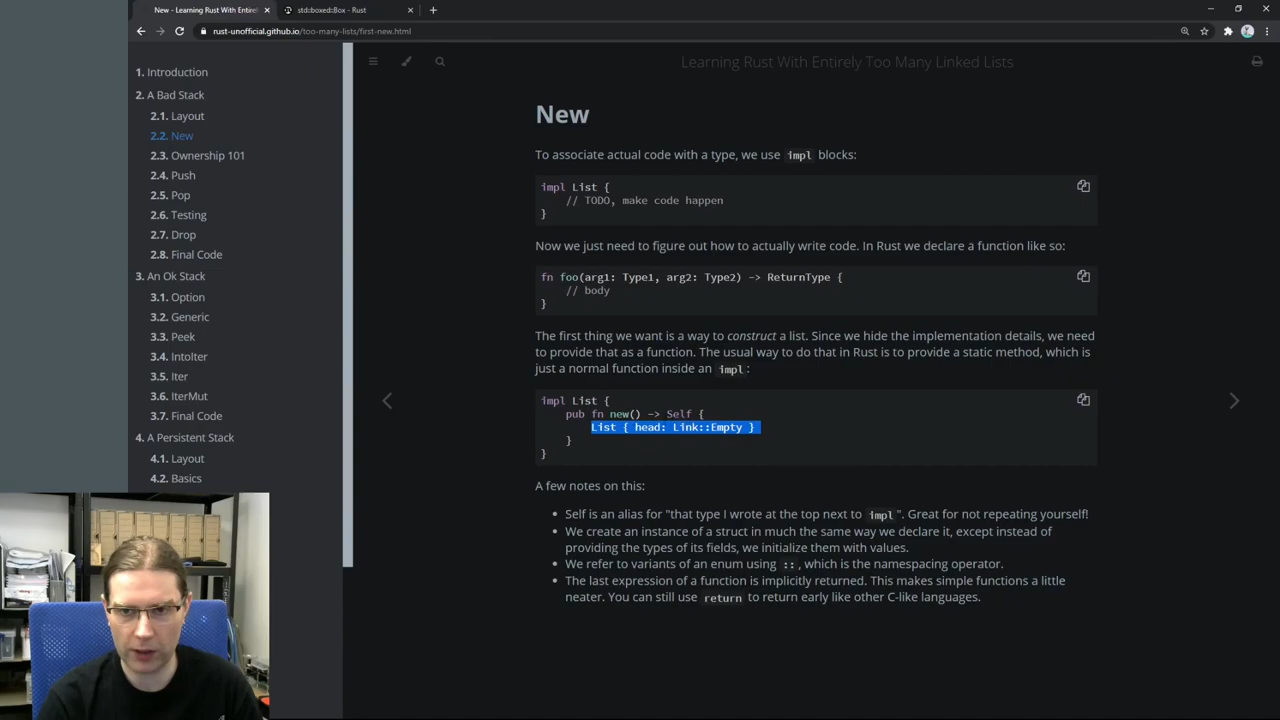 New - Learning Rust With Entirel
std::boxed::Box - Rust
rust-unofficial.github.io/too-many-lists/first-new.html
1. Introduction
2. A Bad Stack
2.1. Layout
2.2. New
2.3. Ownership 101
2.4. Push
2.5. Pop
2.6. Testing
2.7. Drop
2.8. Final Code
3. An Ok Stack
3.1. Option
3.2. Generic
3.3. Peek
3.4. IntoIter
3.5. Iter
3.6. IterMut
3.7. Final Code
4. A Persistent Stack
4.1. Layout
4.2. Basics
Learning Rust With Entirely Too Many Linked Lists
New
To associate actual code with a type, we use impl blocks:
impl List {
// TODO, make code happen
}
Now we just need to figure out how to actually write code. In Rust we declare a function like so:
fn foo(arg1: Type1, arg2: Type2) -> ReturnType {
// body
}
The first thing we want is a way to construct a list. Since we hide the implementation details, we need
to provide that as a function. The usual way to do that in Rust is to provide a static method, which is
just a normal function inside an impl:
impl List {
pub fn new() -> Self {
List { head: Link::Empty }
}
}
A few notes on this:
• Self is an alias for "that type I wrote at the top next to impl". Great for not repeating yourself!
• We create an instance of a struct in much the same way we declare it, except instead of
providing the types of its fields, we initialize them with values.
• We refer to variants of an enum using ::, which is the namespacing operator.
• The last expression of a function is implicitly returned. This makes simple functions a little
neater. You can still use return to return early like other C-like languages.